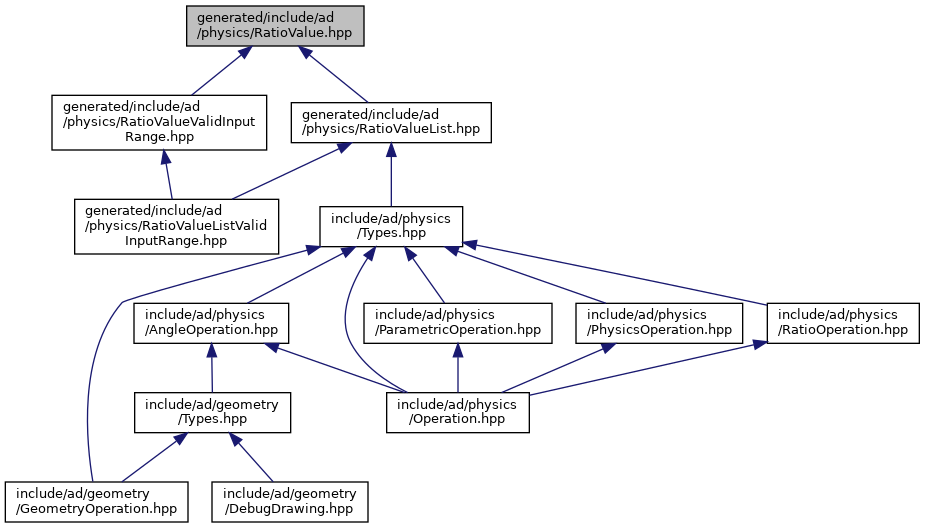 generated/include/ad
/physics/RatioValue.hpp
generated/include/ad
/physics/RatioValueValidInput
Range.hpp
generated/include/ad
/physics/RatioValueList.hpp
generated/include/ad
/physics/RatioValueListValid
InputRange.hpp
include/ad/physics
/Types.hpp
include/ad/physics
/AngleOperation.hpp
include/ad/physics
/ParametricOperation.hpp
include/ad/physics
/PhysicsOperation.hpp
include/ad/physics
/RatioOperation.hpp
include/ad/geometry
/Types.hpp
include/ad/physics
/Operation.hpp
include/ad/geometry
/GeometryOperation.hpp
include/ad/geometry
/DebugDrawing.hpp